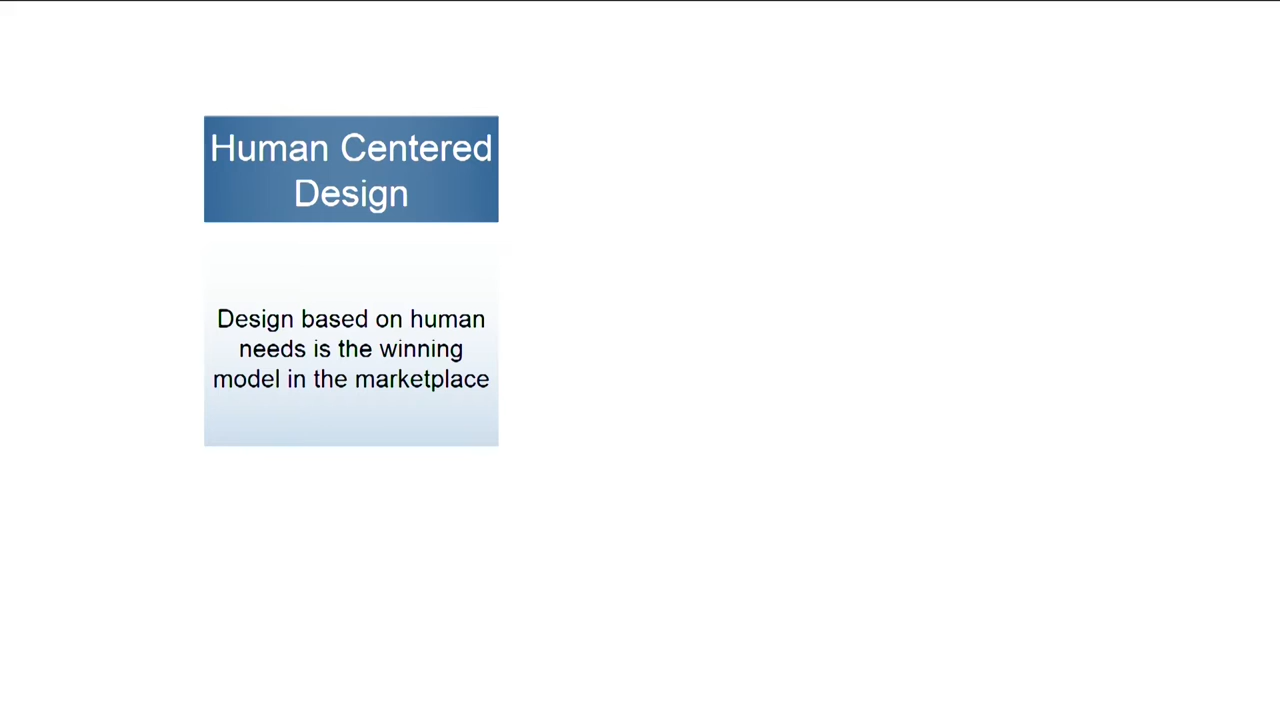 Human Centered
Design
Design based on human
needs is the winning
model in the marketplace